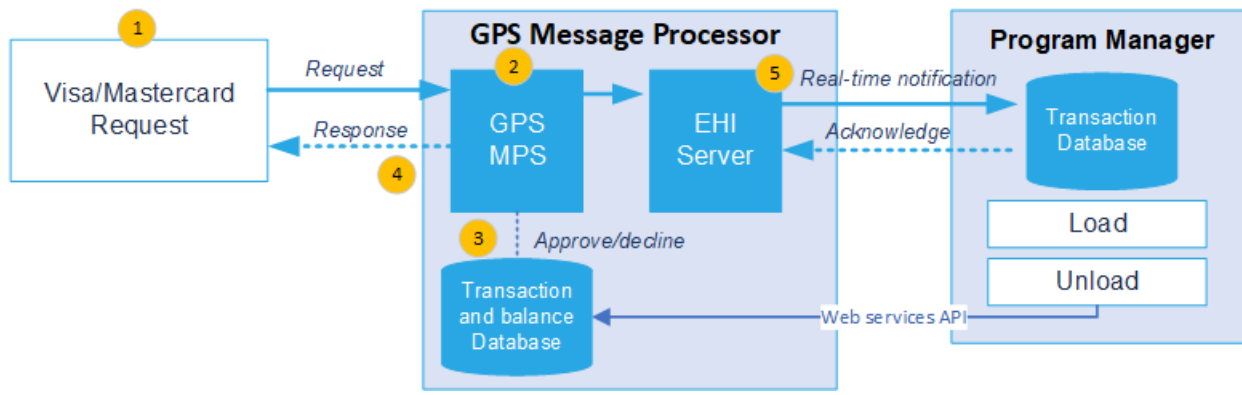 1
Visa/Mastercard
Request
Request
Response
4
GPS Message Processor
2
GPS
MPS
EHI
Server
5
3
Approve/decline
Transaction
and balance
Database
Real-time notification
Acknowledge
Program Manager
Transaction
Database
Load
Unload
Web services API